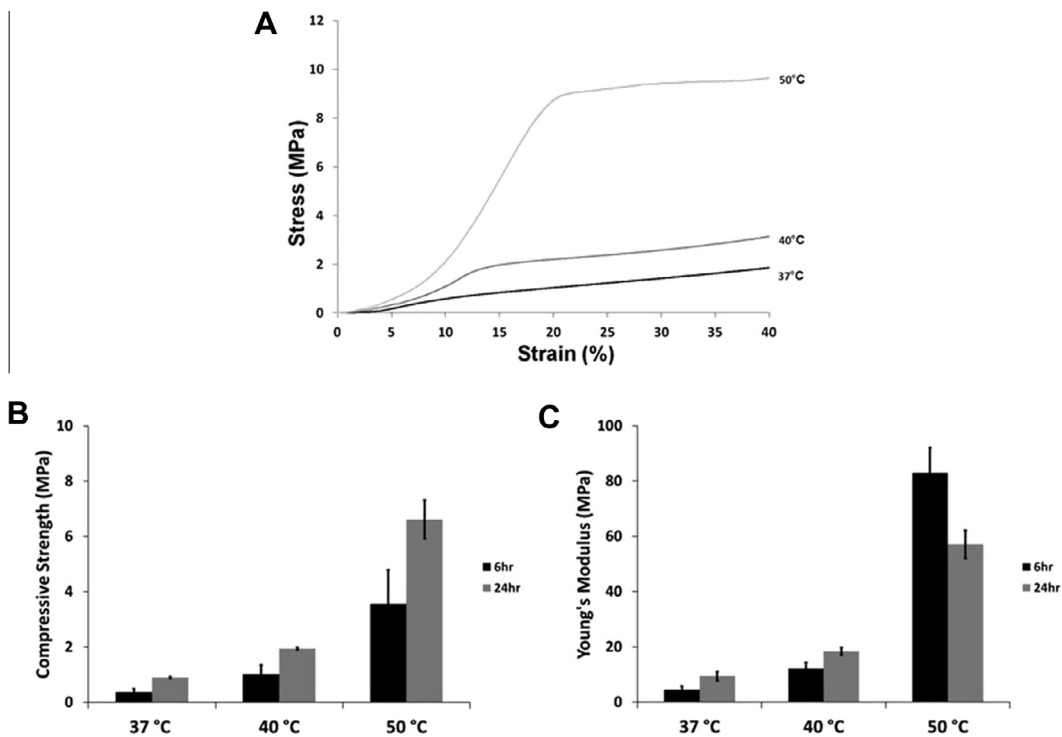 A
Stress (MPa)
12
10
8
6
4
2
0
50°C
40°C
37°C
0 5 10 15 20 25 30 35 40
Strain (%)
B
Compressive Strength (MPa)
10
8
6
4
2
0
37 °C 40 °C 50 °C
6hr
24hr
C
Young's Modulus (MPa)
100
80
60
40
20
0
37 °C 40 °C 50 °C
6hr
24hr